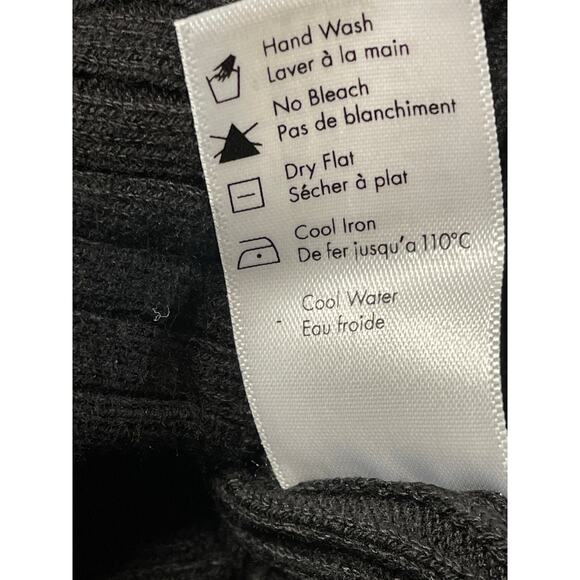 Hand Wash
Laver à la main
No Bleach
Pas de blanchiment
Dry Flat
Sécher à plat
Cool Iron
De fer jusqu'a 110°C
Cool Water
- Eau froide